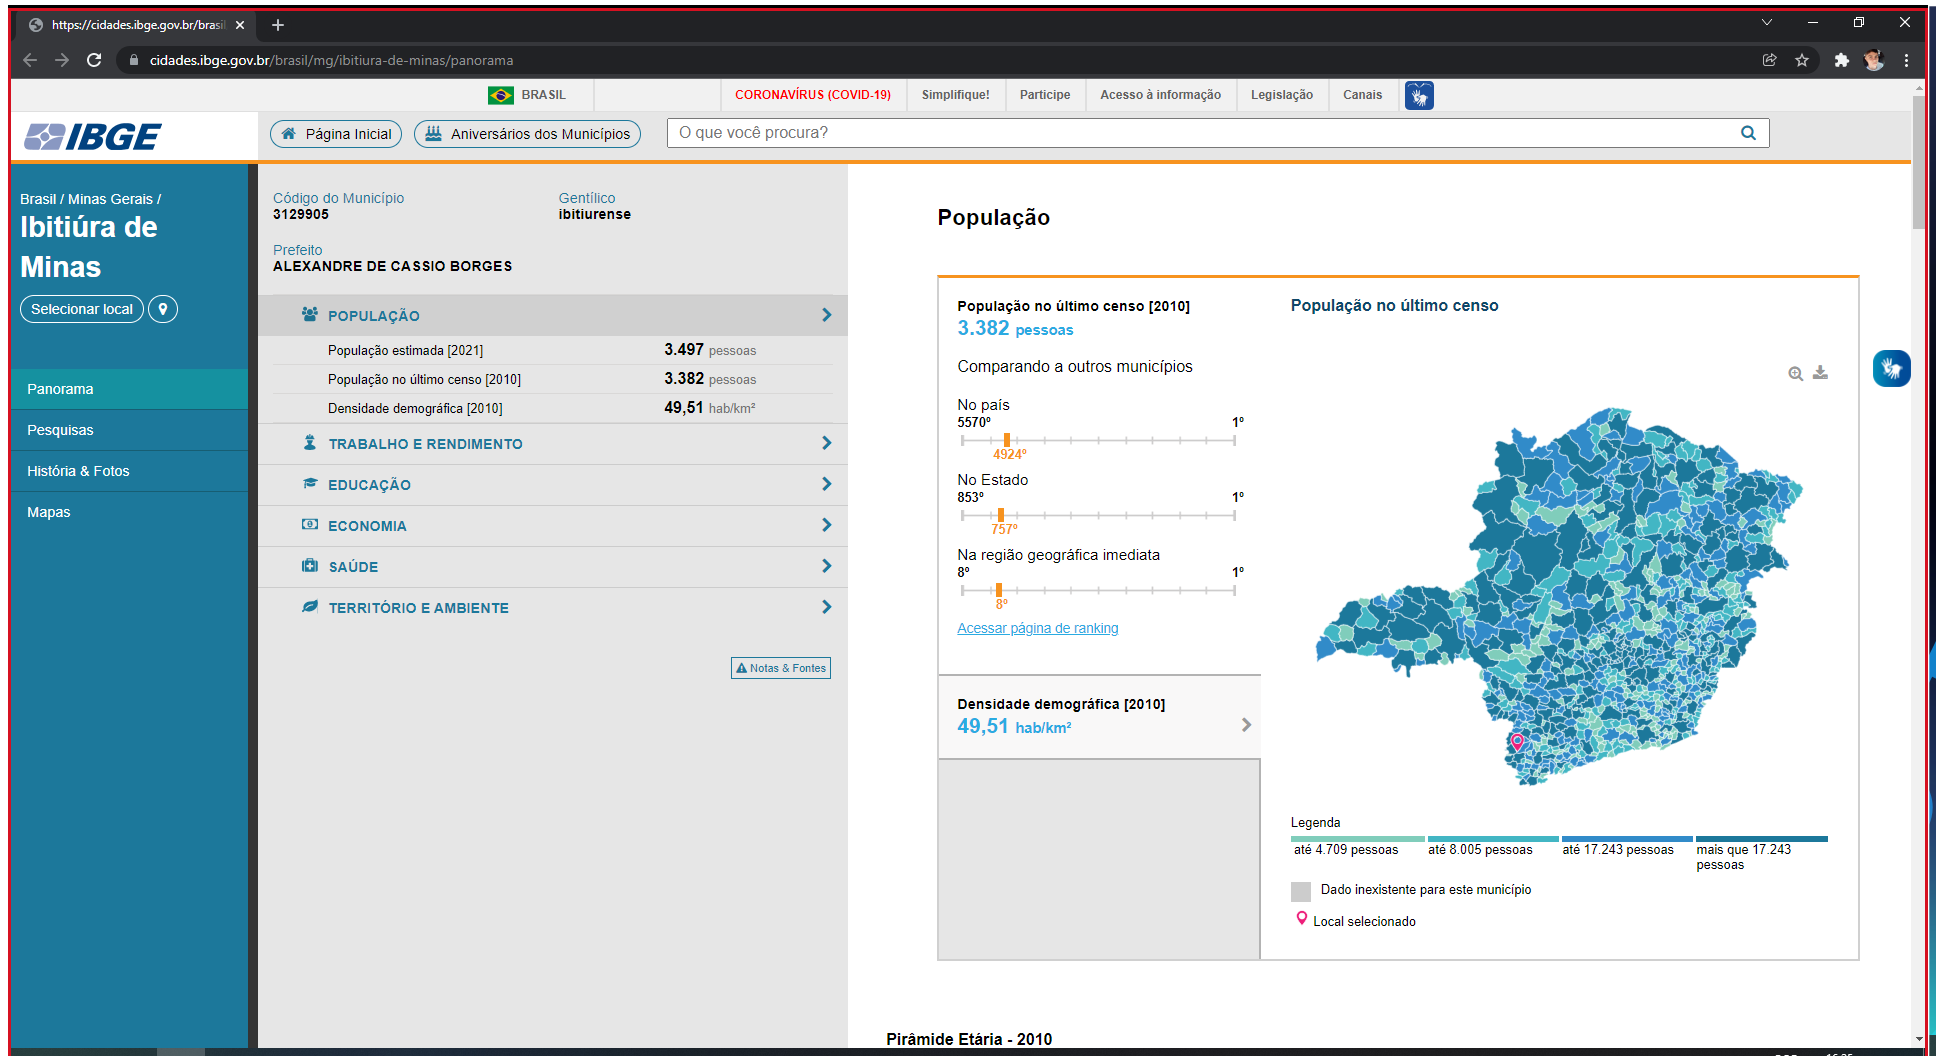 https://cidades.ibge.gov.br/brasil
cidades.ibge.gov.br/brasil/mg/ibitiura-de-minas/panorama
BRASIL
CORONAVÍRUS (COVID-19)
Simplifique!
Participe
Acesso à informação
Legislação
Canais
IBGE
Página Inicial
Aniversários dos Municípios
O que você procura?
Brasil / Minas Gerais /
Ibitiúra de
Minas
Selecionar local
Panorama
Pesquisas
História & Fotos
Mapas
Código do Município
3129905
Gentílico
ibitiurense
Prefeito
ALEXANDRE DE CASSIO BORGES
POPULAÇÃO
População estimada [2021] 3.497 pessoas
População no último censo [2010] 3.382 pessoas
Densidade demográfica [2010] 49,51 hab/km²
TRABALHO E RENDIMENTO
EDUCAÇÃO
ECONOMIA
SAÚDE
TERRITÓRIO E AMBIENTE
Notas & Fontes
População
População no último censo [2010]
3.382 pessoas
Comparando a outros municípios
No país
5570º 1º
4924º
No Estado
853º 1º
757º
Na região geográfica imediata
8º 1º
8º
Acessar página de ranking
Densidade demográfica [2010]
49,51 hab/km²
População no último censo
Legenda
até 4.709 pessoas
até 8.005 pessoas
até 17.243 pessoas
mais que 17.243
pessoas
Dado inexistente para este município
Local selecionado
Pirâmide Etária - 2010